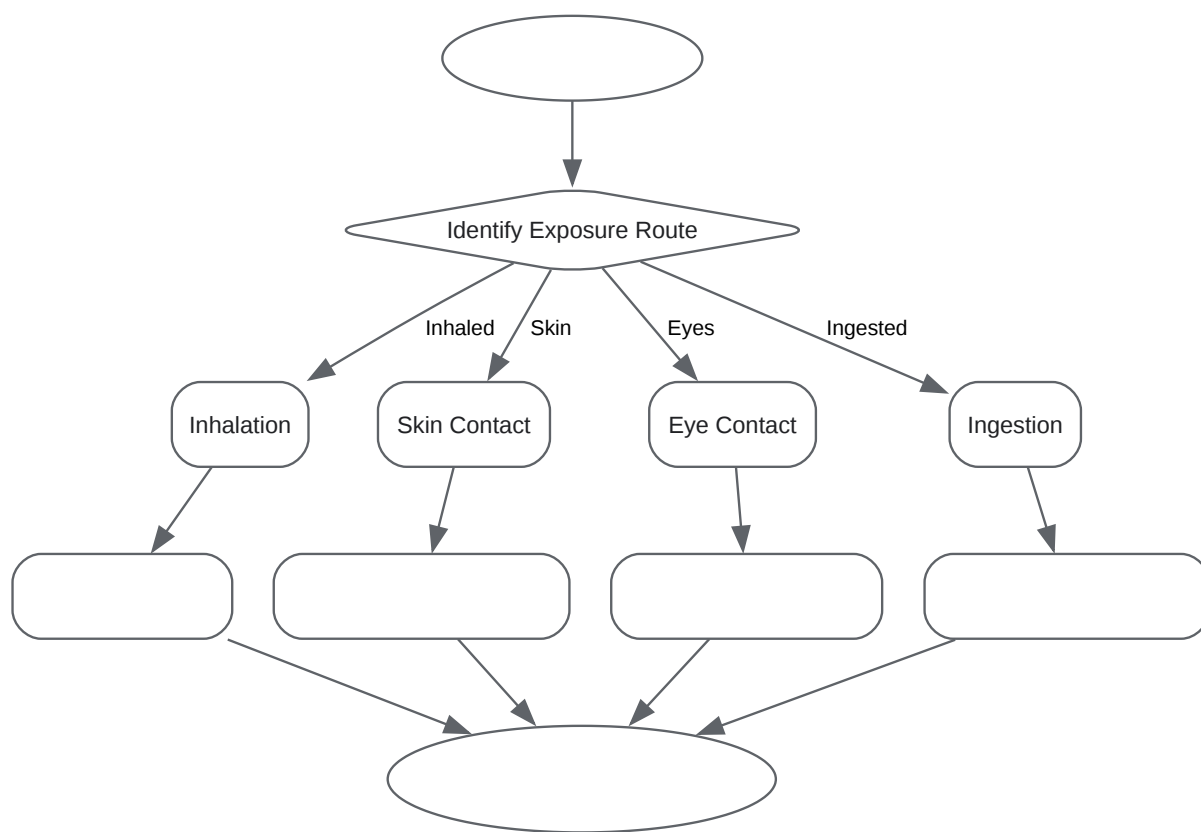 Identify Exposure Route
Inhaled
Skin
Eyes
Ingested
Inhalation
Skin Contact
Eye Contact
Ingestion